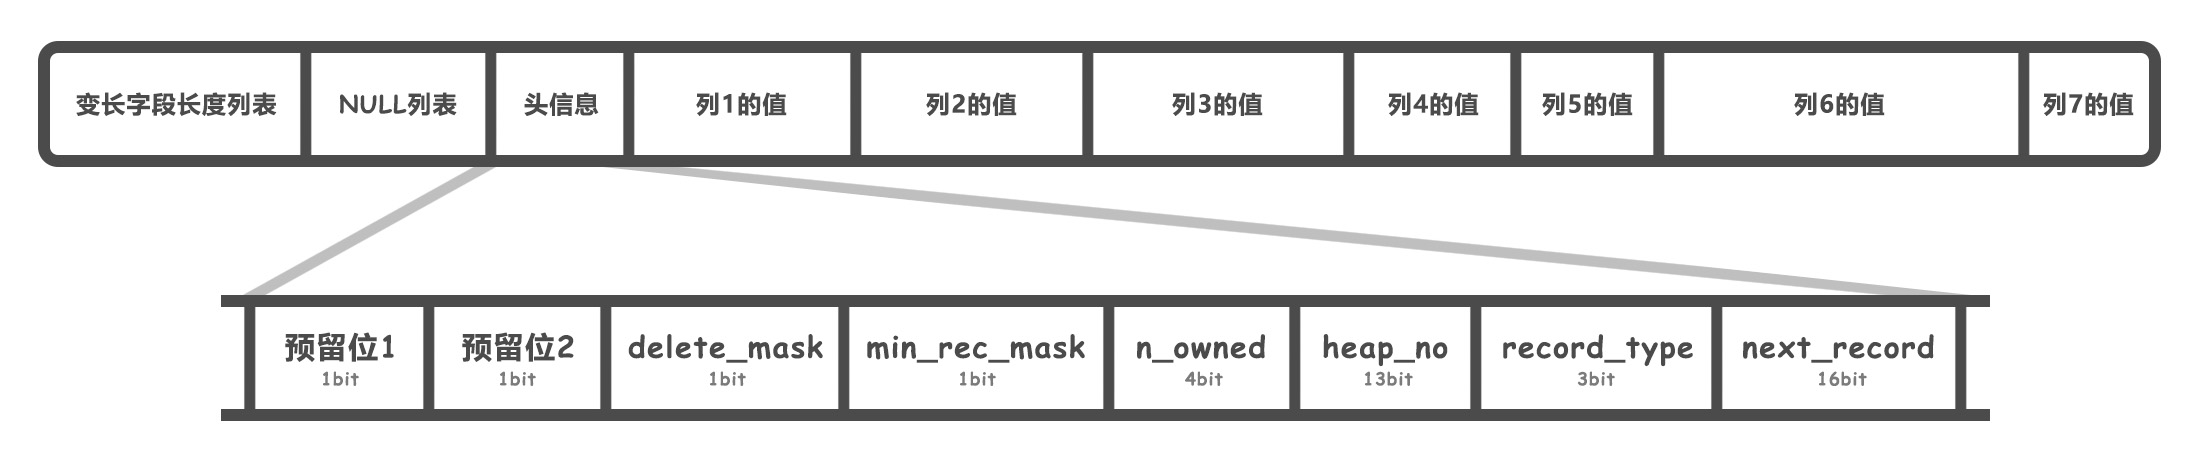 变长字段长度列表 NULL列表 头信息 列1的值 列2的值 列3的值 列4的值 列5的值 列6的值 列7的值
预留位1 预留位2 delete_mask min_rec_mask n_owned heap_no record_type next_record
1bit 1bit 1bit 1bit 4bit 13bit 3bit 16bit